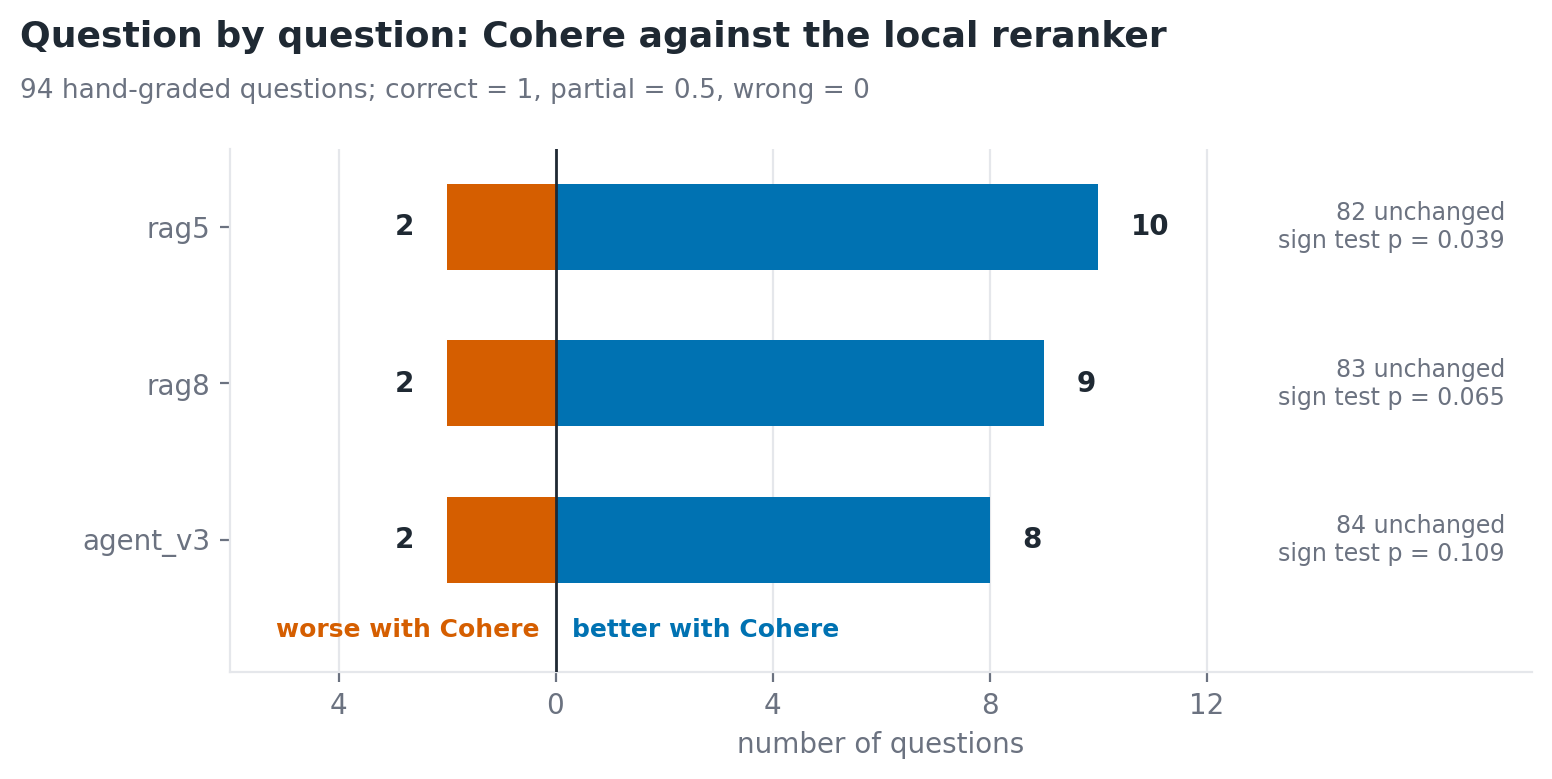 Question by question: Cohere against the local reranker
94 hand-graded questions; correct = 1, partial = 0.5, wrong = 0
rag5
2
10
82 unchanged
sign test p = 0.039
rag8
2
9
83 unchanged
sign test p = 0.065
agent_v3
2
8
84 unchanged
sign test p = 0.109
worse with Cohere
better with Cohere
4
0
4
8
12
number of questions